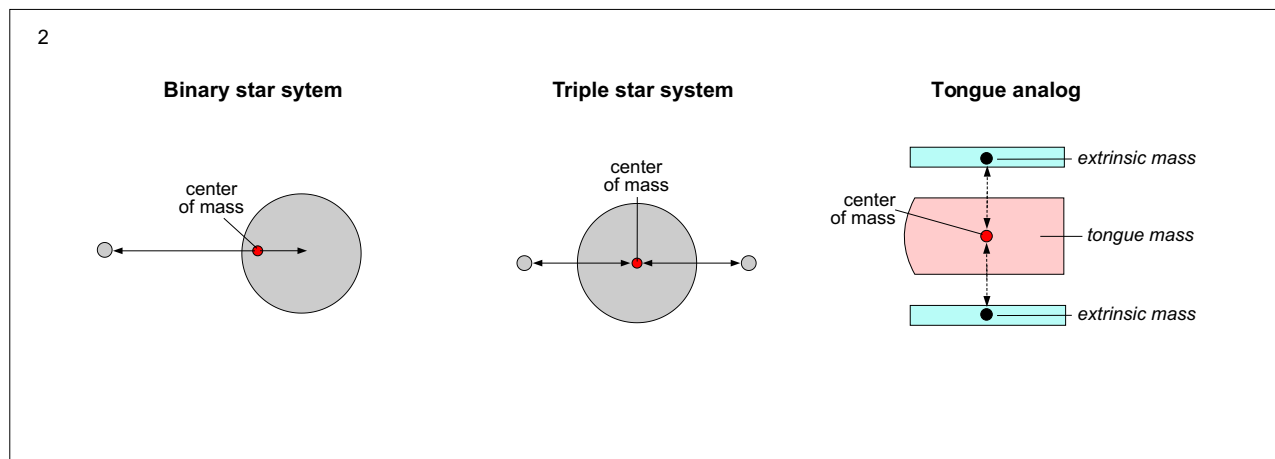 2
Binary star sytem
Triple star system
Tongue analog
center
of mass
center
of mass
center
of mass
extrinsic mass
tongue mass
extrinsic mass